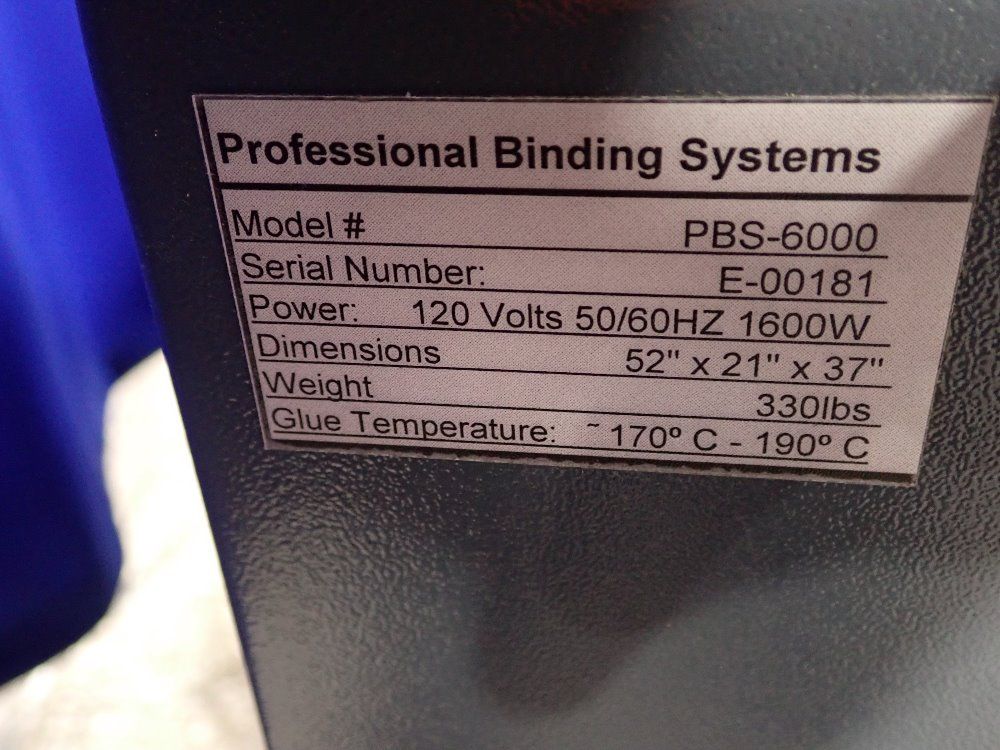 Professional Binding Systems
Model # PBS-6000
Serial Number: E-00181
Power: 120 Volts 50/60HZ 1600W
Dimensions 52" x 21" x 37"
Weight 330lbs
Glue Temperature: ~ 170º C - 190º C